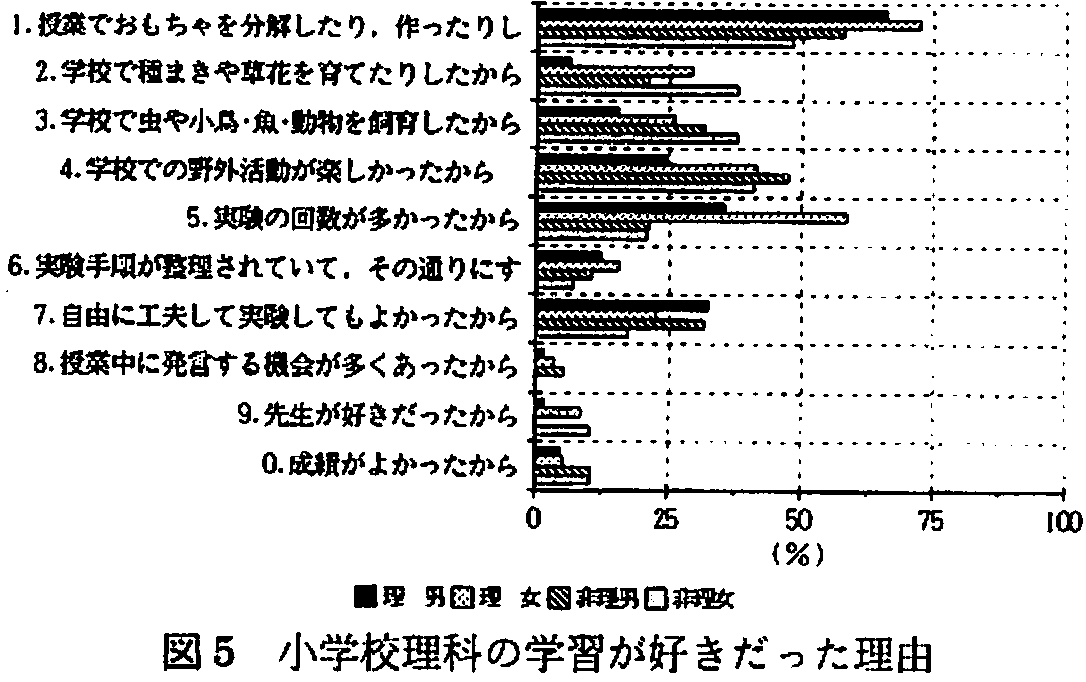 1.授業でおもちゃを分解したり，作ったりし
2.学校で種まきや草花を育てたりしたから
3.学校で虫や小鳥・魚・動物を飼育したから
4.学校での野外活動が楽しかったから
5.実験の回数が多かったから
6.実験手順が整理されていて，その通りにす
7.自由に工夫して実験してもよかったから
8.授業中に発言する機会が多くあったから
9.先生が好きだったから
0.成績がよかったから
0 25 50 75 100
(%)
理 男 理 女 非理男 非理女
図5 小学校理科の学習が好きだった理由